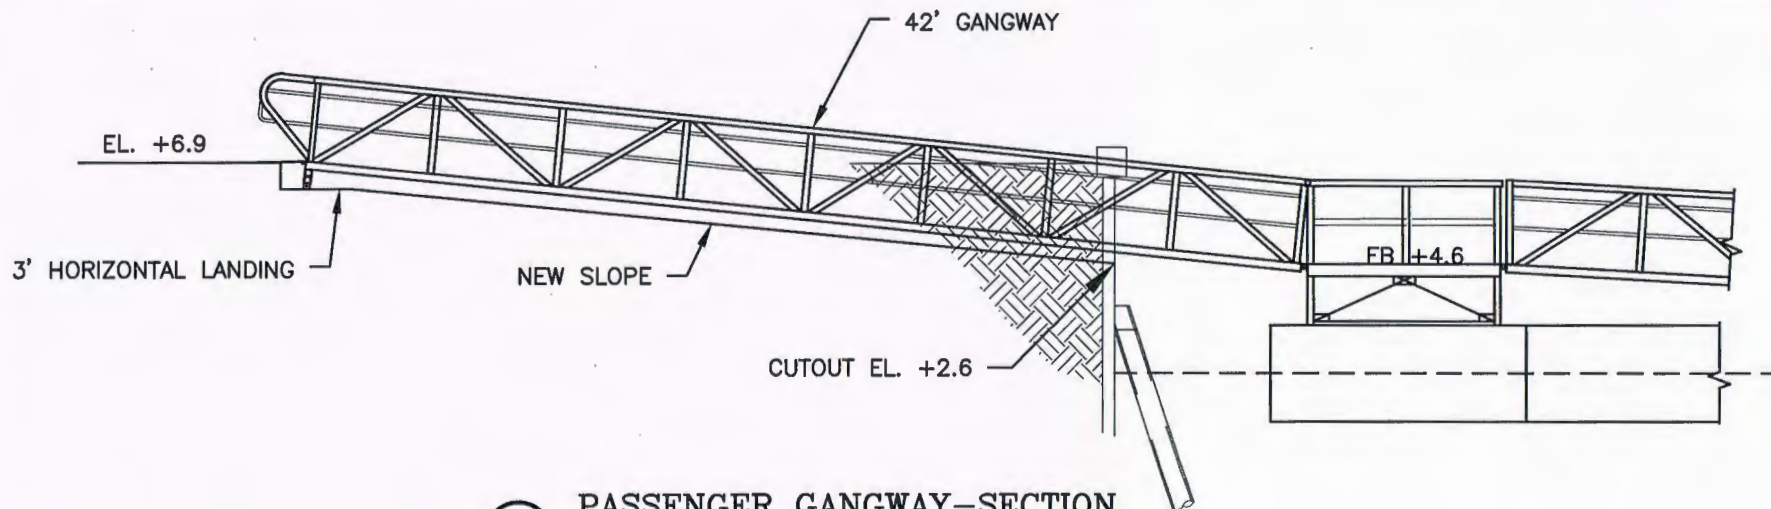 42' GANGWAY
EL. +6.9
3' HORIZONTAL LANDING
NEW SLOPE
FB +4.6
CUTOUT EL. +2.6
PASSENGER GANGWAY-SECTION